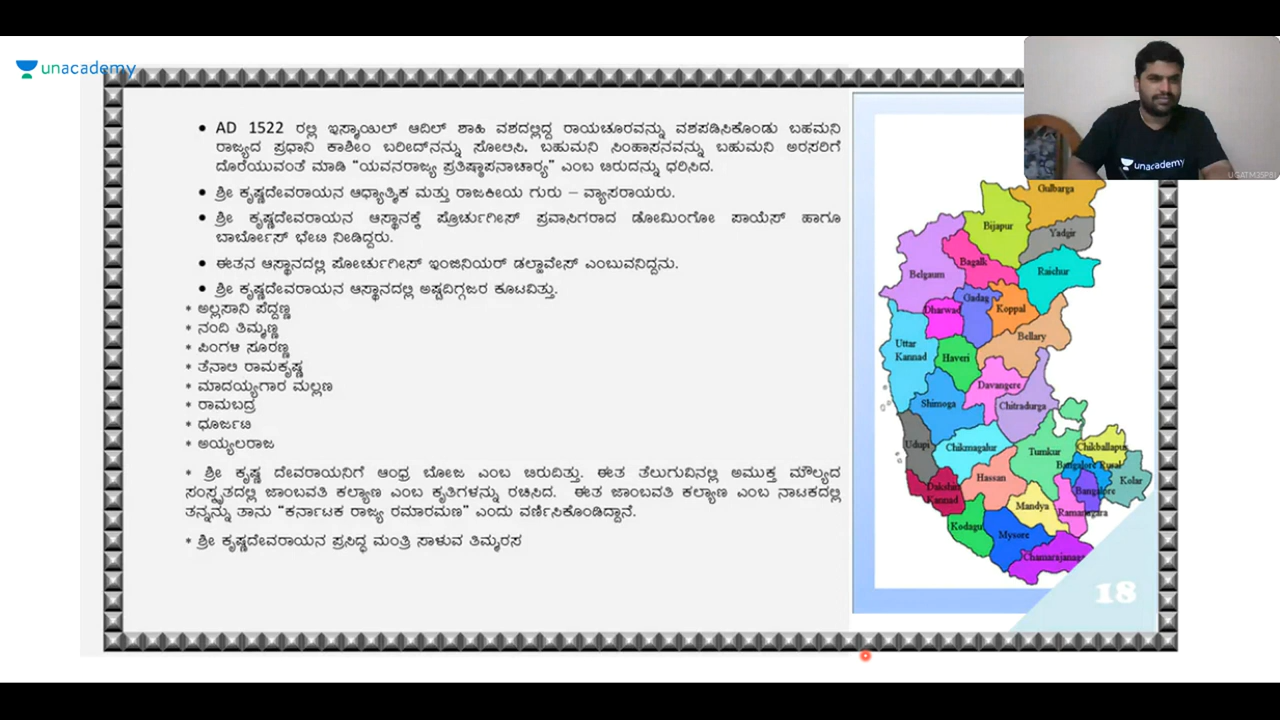 unacademy
• AD 1522 ರಲ್ಲಿ ಇಸ್ಮಾಯಿಲ್ ಆದಿಲ್ ಶಾಹಿ ವಶದಲ್ಲಿದ್ದ ರಾಯಚೂರವನ್ನು ವಶಪಡಿಸಿಕೊಂಡು ಬಹಮನಿ
ರಾಜ್ಯದ ಪ್ರಧಾನಿ ಕಾಶೀಂ ಬರೀದ್‌ನನ್ನು ಸೋಲಿಸಿ. ಬಹುಮನಿ ಸಿಂಹಾಸನವನ್ನು ಬಹುಮನಿ ಅರಸರಿಗೆ
ದೊರೆಯುವಂತೆ ಮಾಡಿ "ಯವನರಾಜ್ಯ ಪ್ರತಿಷ್ಠಾಪನಾಚಾರ್‍ಯ" ಎಂಬ ಬಿರುದನ್ನು ಧರಿಸಿದ.
• ಶ್ರೀ ಕೃಷ್ಣದೇವರಾಯನ ಆಧ್ಯಾತ್ಮಿಕ ಮತ್ತು ರಾಜಕೀಯ ಗುರು – ವ್ಯಾಸರಾಯರು.
• ಶ್ರೀ ಕೃಷ್ಣದೇವರಾಯನ ಆಸ್ಥಾನಕ್ಕೆ ಪ್ರೊರ್ಚುಗೀಸ್ ಪ್ರವಾಸಿಗರಾದ ಡೋಮಿಂಗೋ ಪಾಯೆಸ್ ಹಾಗೂ
ಬಾರ್ಬೋಸ್ ಭೇಟಿ ನೀಡಿದ್ದರು.
• ಈತನ ಆಸ್ಥಾನದಲ್ಲಿ ಪೋರ್ಚುಗೀಸ್ ಇಂಜಿನಿಯರ್ ಡಲ್ಹಾವೇಸ್ ಎಂಬುವನಿದ್ದನು.
• ಶ್ರೀ ಕೃಷ್ಣದೇವರಾಯನ ಆಸ್ಥಾನದಲ್ಲಿ ಅಷ್ಟದಿಗ್ಗಜರ ಕೂಟವಿತ್ತು.
* ಅಲ್ಲಸಾನಿ ಪೆದ್ದಣ್ಣ
* ನಂದಿ ತಿಮ್ಮಣ್ಣ
* ಪಿಂಗಳಿ ಸೂರಣ್ಣ
* ತೆನಾಲಿ ರಾಮಕೃಷ್ಣ
* ಮಾದಯ್ಯಗಾರ ಮಲ್ಲಣ
* ರಾಮಬದ್ರ
* ಧೂರ್ಜಟಿ
* ಅಯ್ಯಲರಾಜ
* ಶ್ರೀ ಕೃಷ್ಣ ದೇವರಾಯನಿಗೆ ಆಂಧ್ರ ಬೋಜ ಎಂಬ ಬಿರುದಿತ್ತು. ಈತ ತೆಲುಗುವಿನಲ್ಲಿ ಅಮುಕ್ತ ಮೌಲ್ಯದ
ಸಂಸ್ಕೃತದಲ್ಲಿ ಜಾಂಬವತಿ ಕಲ್ಯಾಣ ಎಂಬ ಕೃತಿಗಳನ್ನು ರಚಿಸಿದ. ಈತ ಜಾಂಬವತಿ ಕಲ್ಯಾಣ ಎಂಬ ನಾಟಕದಲ್ಲಿ
ತನ್ನನ್ನು ತಾನು "ಕರ್ನಾಟಕ ರಾಜ್ಯ ರಮಾರಮಣ" ಎಂದು ವರ್ಣಿಸಿಕೊಂಡಿದ್ದಾನೆ.
* ಶ್ರೀ ಕೃಷ್ಣದೇವರಾಯನ ಪ್ರಸಿದ್ಧ ಮಂತ್ರಿ ಸಾಳುವ ತಿಮ್ಮರಸ
unacademy
Gulbarga
Bijapur
Yadgir
Bagalk
Raichur
Belgaum
Gadag
Dharwad
Koppal
Bellary
Uttar
Kannad
Haveri
Davangere
Shimoga
Chitradurga
Udupi
Chikmagalur
Tumkur
Chikballapur
Bangalore Rural
Hassan
Kolar
Dakshin
Kannad
Bangalore
Mandya
Ramanagara
Kodagu
Mysore
Chamarajanaga
18